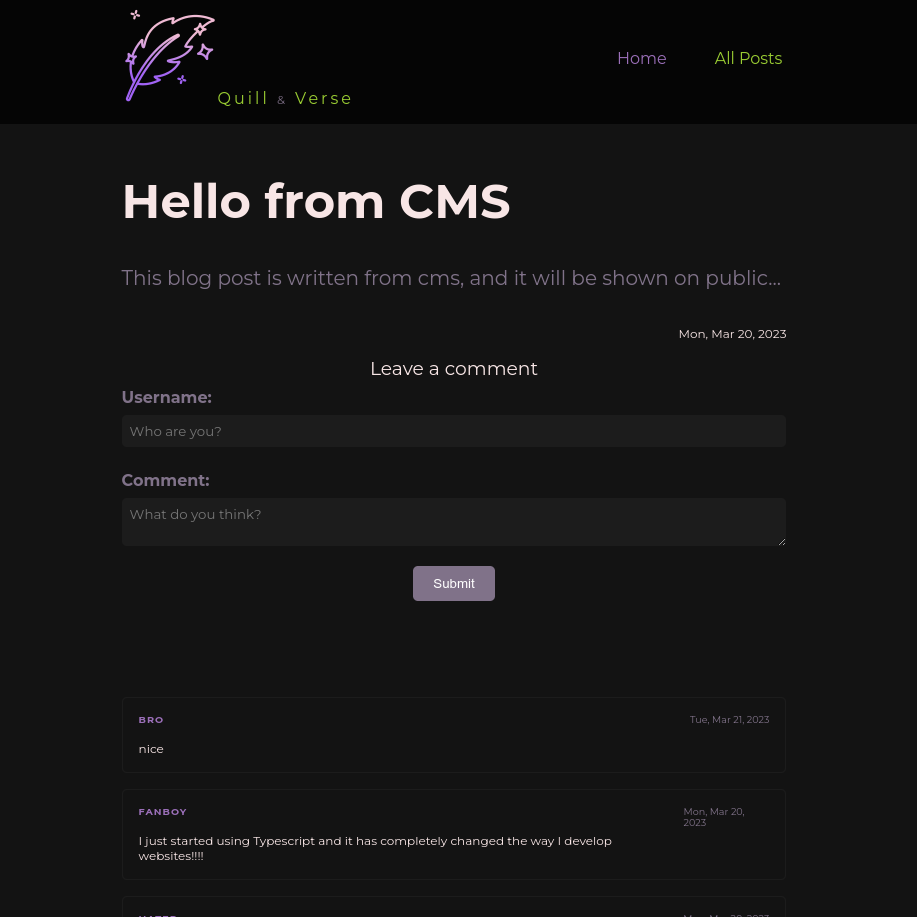 Home
All Posts
Quill & Verse
Hello from CMS
This blog post is written from cms, and it will be shown on public...
Mon, Mar 20, 2023
Leave a comment
Username:
Who are you?
Comment:
What do you think?
Submit
BRO
Tue, Mar 21, 2023
nice
FANBOY
Mon, Mar 20,
2023
I just started using Typescript and it has completely changed the way I develop
websites!!!!